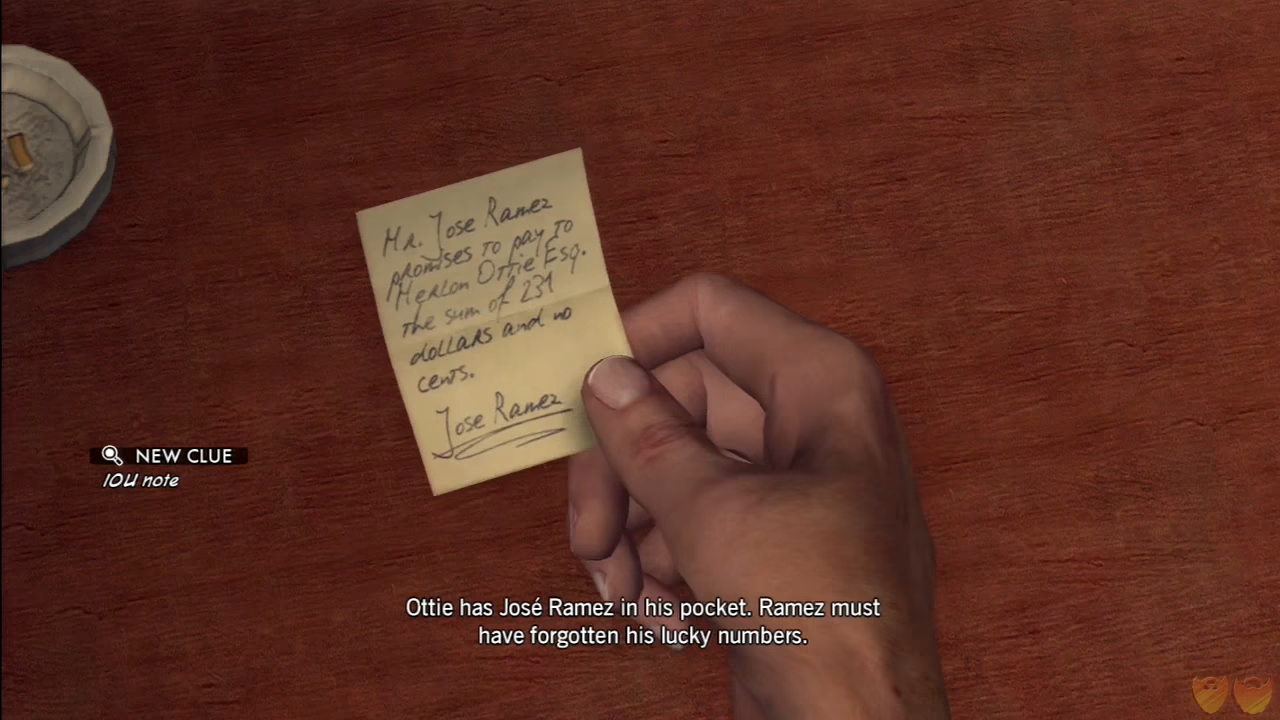 Mr. Jose Ramez
promises to pay to
Merlon Ottie Esq.
the sum of 231
dollars and no
cents.
Jose Ramez
NEW CLUE
IOU note
Ottie has José Ramez in his pocket. Ramez must
have forgotten his lucky numbers.